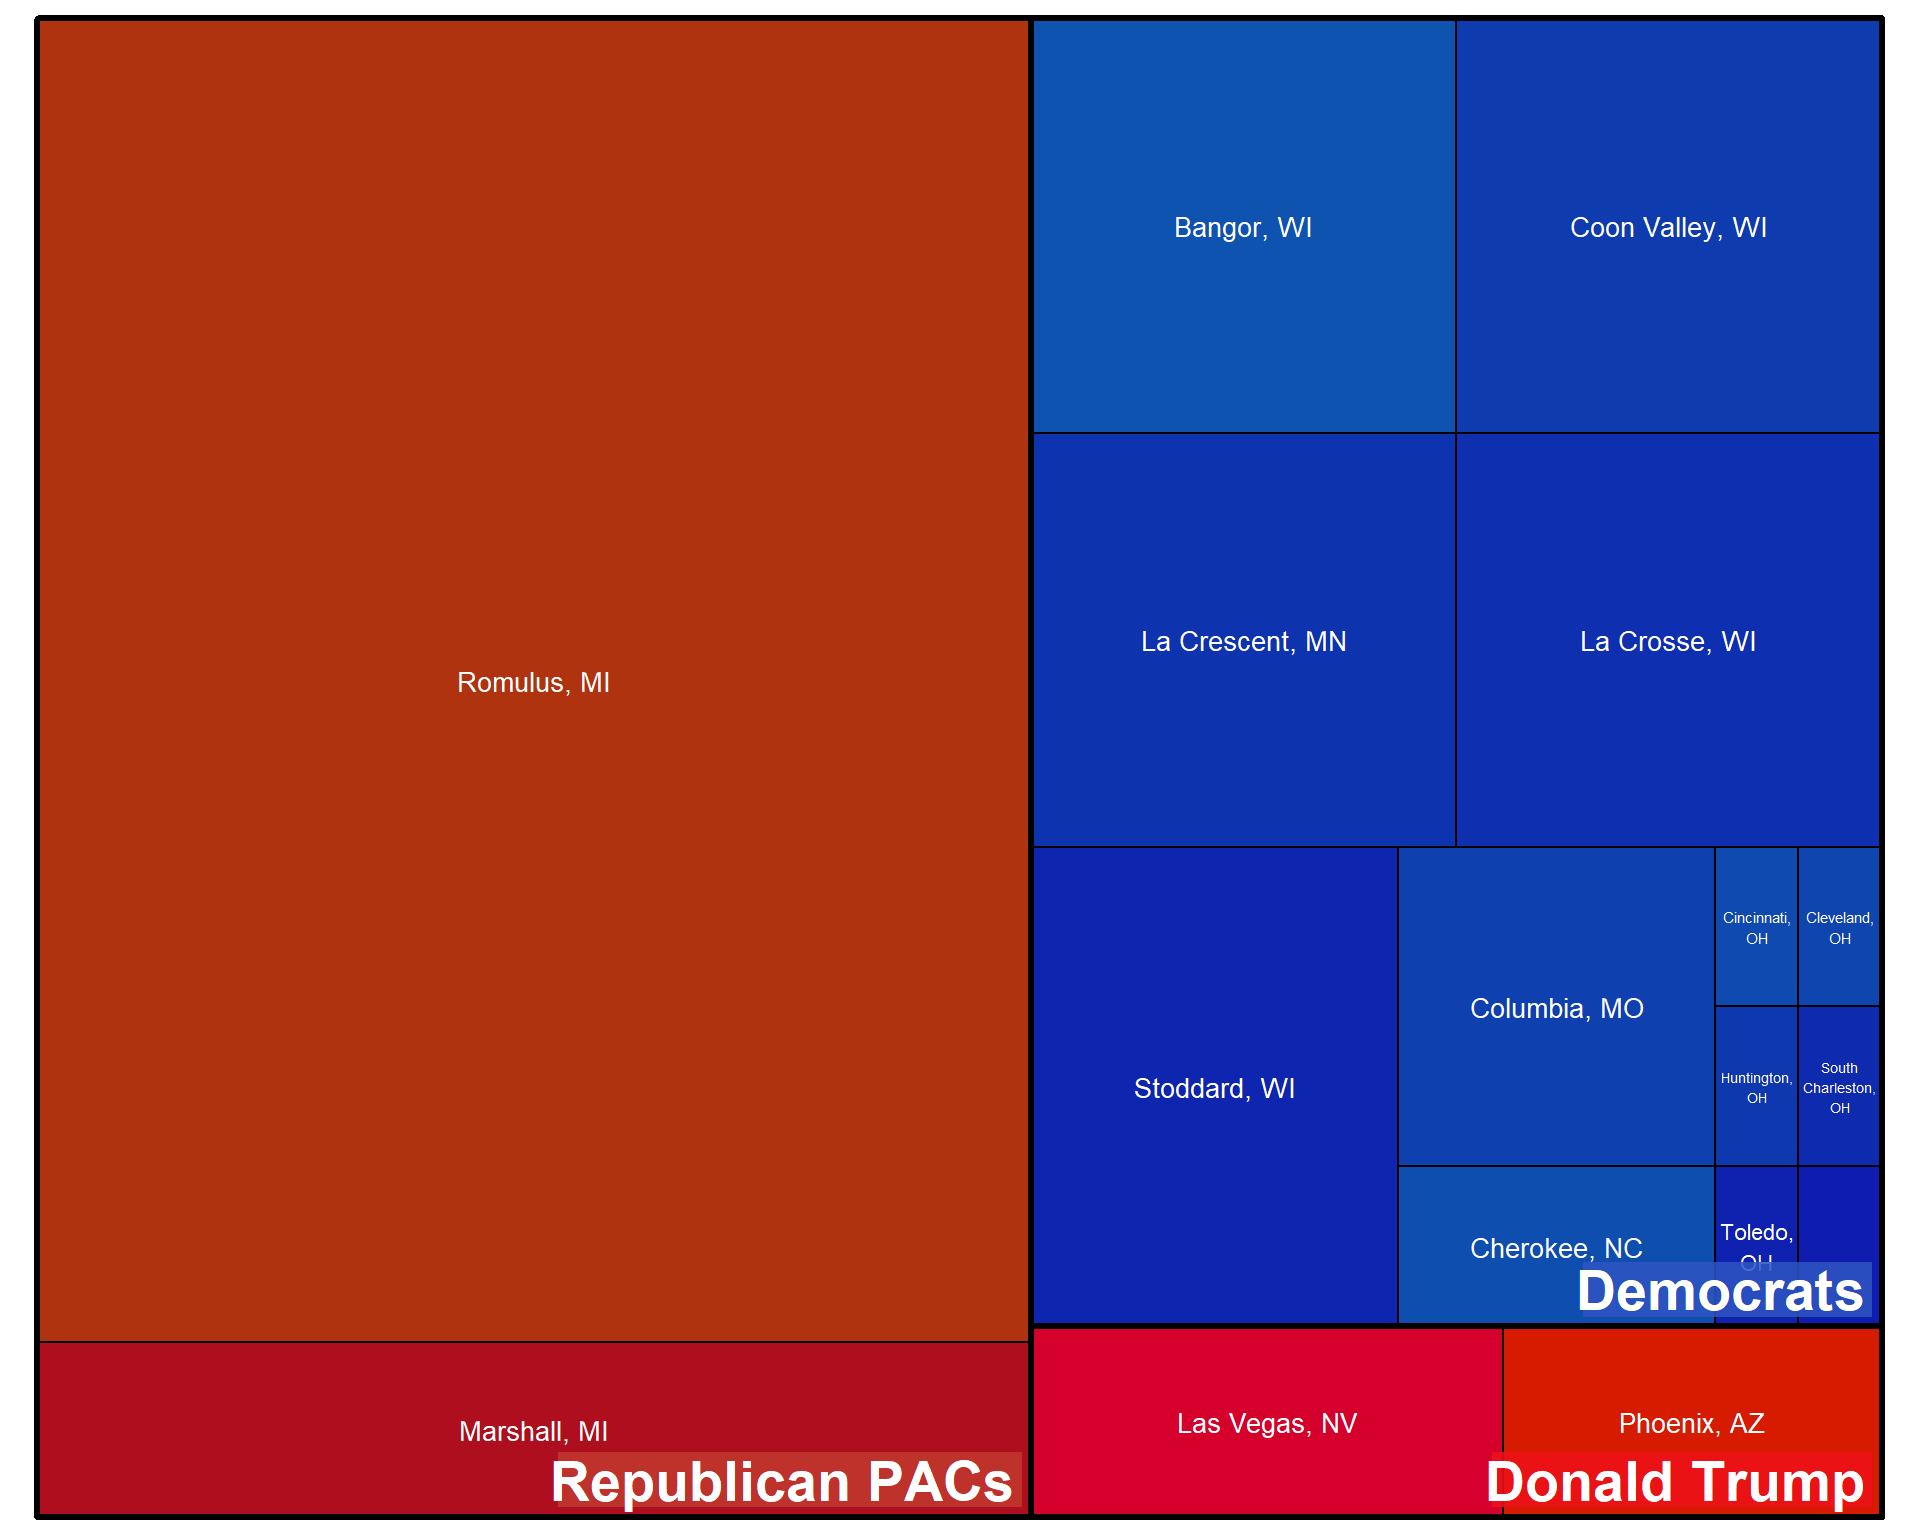 Romulus, MI
Marshall, MI
Republican PACs
Bangor, WI
Coon Valley, WI
La Crescent, MN
La Crosse, WI
Stoddard, WI
Columbia, MO
Cherokee, NC
Cincinnati,
OH
Cleveland,
OH
Huntington,
OH
South
Charleston,
OH
Toledo,
OH
Democrats
Las Vegas, NV
Phoenix, AZ
Donald Trump